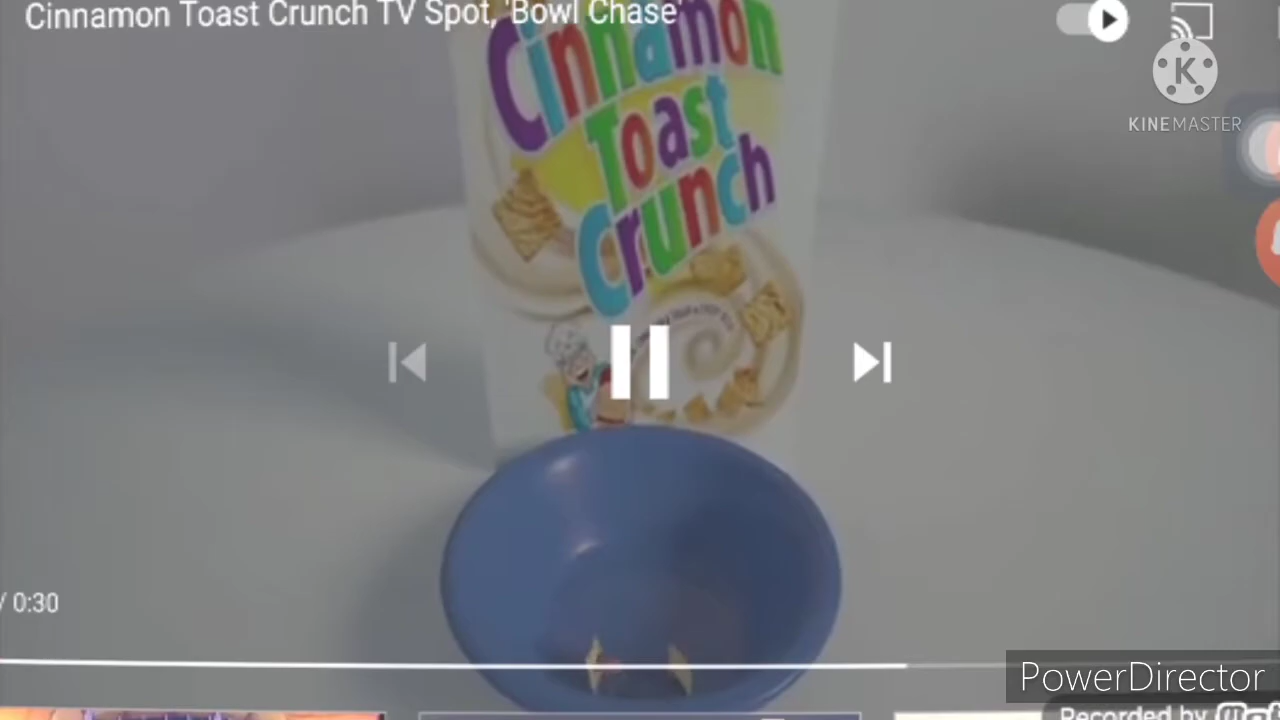 Cinnamon Toast Crunch TV Spot, 'Bowl Chase'
KINEMASTER
Cinnamon
Toast
Crunch
/ 0:30
PowerDirector
Recorded by